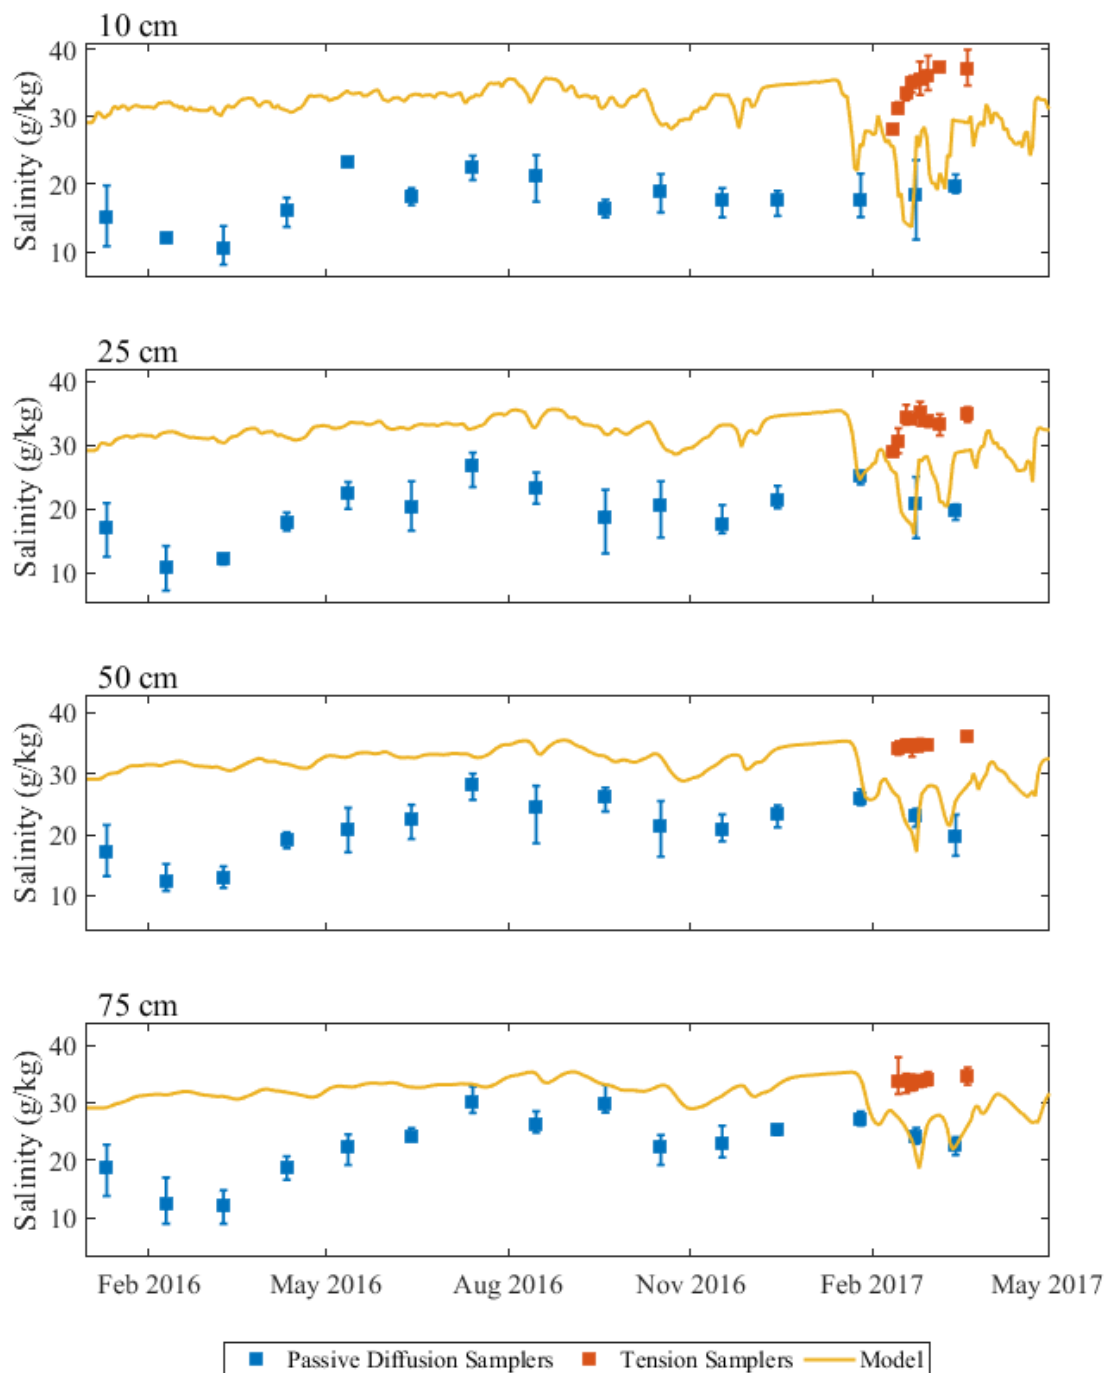 10 cm
40
30
20
10
Salinity (g/kg)
25 cm
40
30
20
10
Salinity (g/kg)
50 cm
40
30
20
10
Salinity (g/kg)
75 cm
40
30
20
10
Salinity (g/kg)
Feb 2016 May 2016 Aug 2016 Nov 2016 Feb 2017 May 2017
Passive Diffusion Samplers Tension Samplers Model